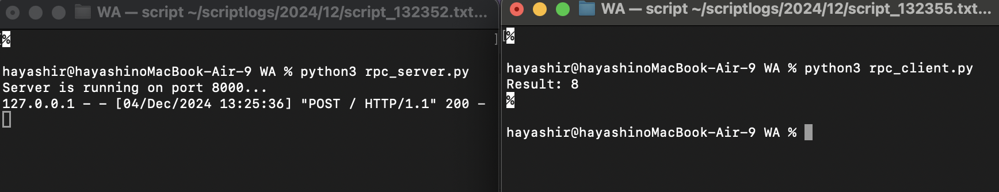 WA — script ~/scriptlogs/2024/12/script_132352.txt...
[%]
hayashir@hayashinoMacBook-Air-9 WA % python3 rpc_server.py
Server is running on port 8000...
127.0.0.1 - - [04/Dec/2024 13:25:36] "POST / HTTP/1.1" 200 -
WA — script ~/scriptlogs/2024/12/script_132355.txt...
[%
hayashir@hayashinoMacBook-Air-9 WA % python3 rpc_client.py
Result: 8
%
hayashir@hayashinoMacBook-Air-9 WA %